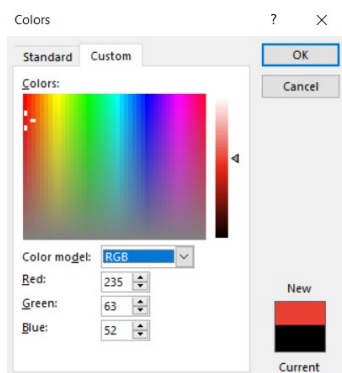 Colors ? ×
Standard Custom OK
Colors: Cancel
Color model: RGB
Red: 235
Green: 63
Blue: 52
New
Current